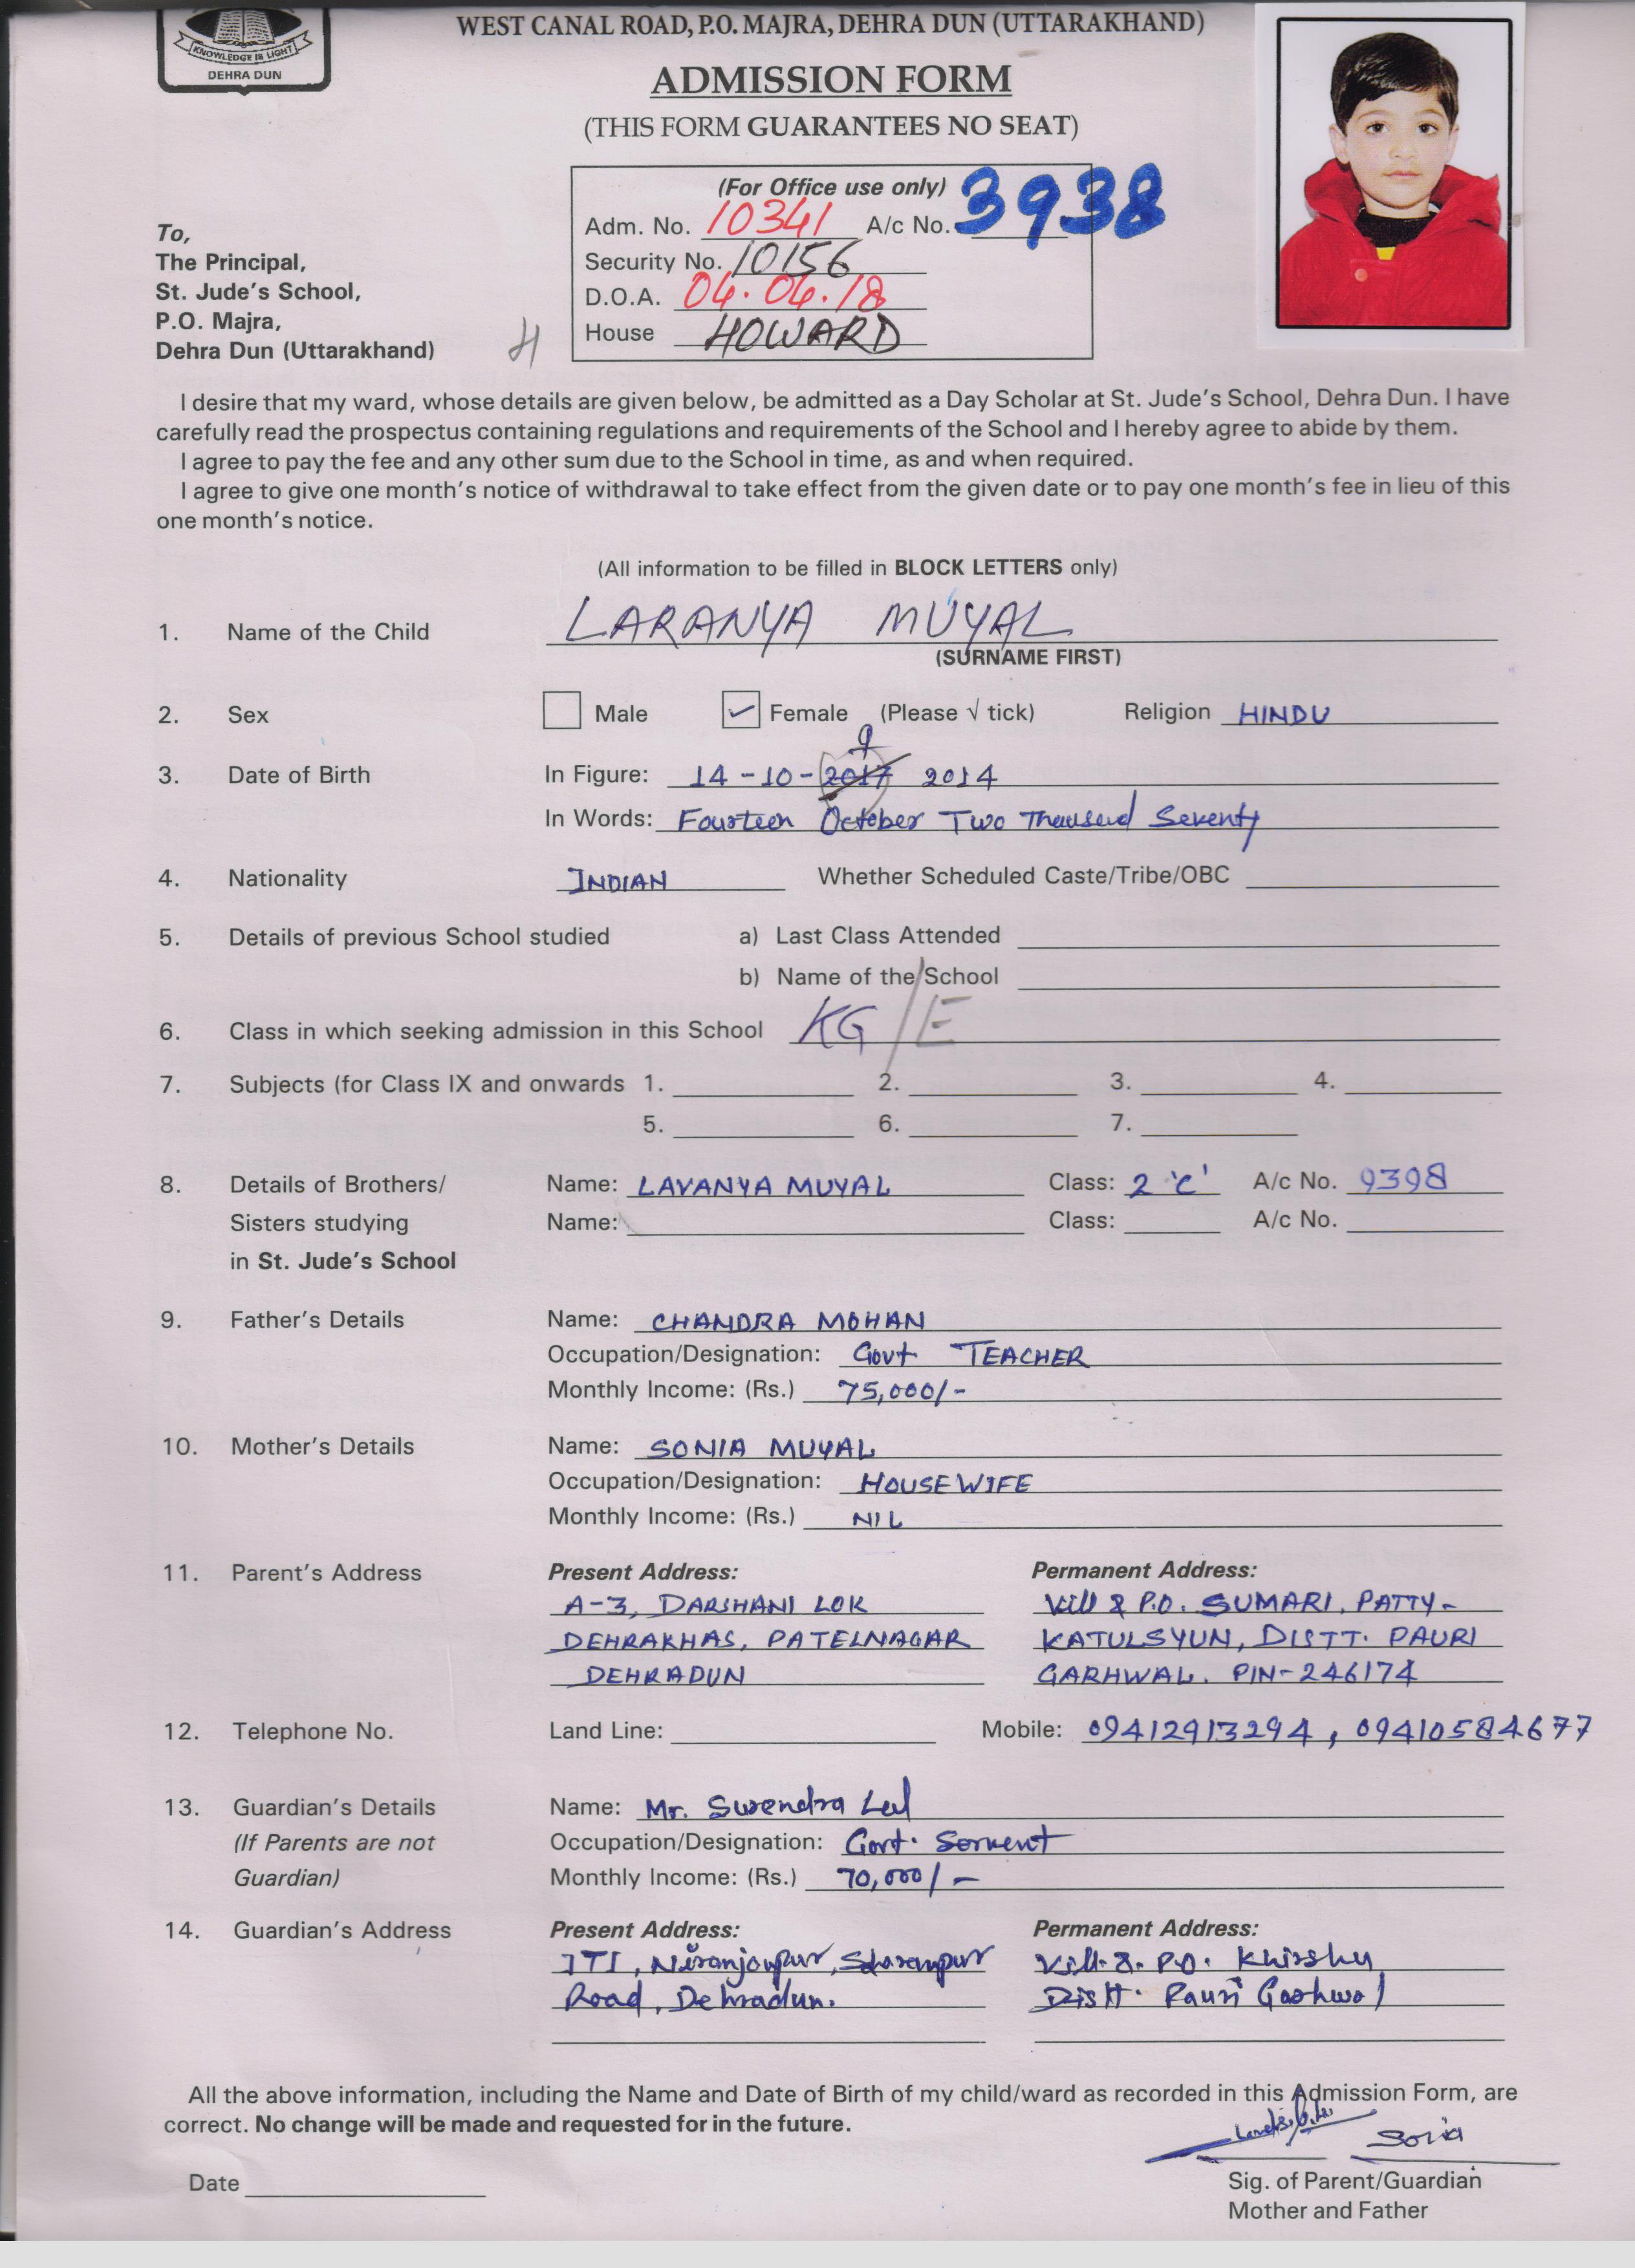 KNOWLEDGE IS LIGHT
DEHRA DUN
WEST CANAL ROAD, P.O. MAJRA, DEHRA DUN (UTTARAKHAND)
ADMISSION FORM
(THIS FORM GUARANTEES NO SEAT)
(For Office use only)
Adm. No. 10341 A/c No. 3938
Security No. 10156
D.O.A. 04.04.18
House HOWARD
To,
The Principal,
St. Jude's School,
P.O. Majra,
Dehra Dun (Uttarakhand)
H
I desire that my ward, whose details are given below, be admitted as a Day Scholar at St. Jude's School, Dehra Dun. I have
carefully read the prospectus containing regulations and requirements of the School and I hereby agree to abide by them.
I agree to pay the fee and any other sum due to the School in time, as and when required.
I agree to give one month's notice of withdrawal to take effect from the given date or to pay one month's fee in lieu of this
one month's notice.
(All information to be filled in BLOCK LETTERS only)
1. Name of the Child LARANYA MUYAL
(SURNAME FIRST)
2. Sex Male ✓ Female (Please √ tick) Religion HINDU
3. Date of Birth In Figure: 14-10-2017 2014
In Words: Fourteen October Two Thousend Seventy
4. Nationality INDIAN Whether Scheduled Caste/Tribe/OBC
5. Details of previous School studied a) Last Class Attended
b) Name of the School
6. Class in which seeking admission in this School KG/E
7. Subjects (for Class IX and onwards 1. 2. 3. 4.
5. 6. 7.
8. Details of Brothers/ Name: LAVANYA MUYAL Class: 2 'C' A/c No. 9398
Sisters studying Name: Class: A/c No.
in St. Jude's School
9. Father's Details Name: CHANDRA MOHAN
Occupation/Designation: Govt TEACHER
Monthly Income: (Rs.) 75,000/-
10. Mother's Details Name: SONIA MUYAL
Occupation/Designation: HOUSEWIFE
Monthly Income: (Rs.) NIL
11. Parent's Address Present Address: Permanent Address:
A-3, DARSHANI LOK Vill & P.O. SUMARI, PATTY-
DEHRAKHAS, PATELNAGAR KATULSYUN, DISTT. PAURI
DEHRADUN GARHWAL. PIN-246174
12. Telephone No. Land Line: Mobile: 09412913294, 09410584677
13. Guardian's Details Name: Mr. Surendra Lal
(If Parents are not Occupation/Designation: Govt. Servent
Guardian) Monthly Income: (Rs.) 70,000/-
14. Guardian's Address Present Address: Permanent Address:
ITI, Niranjanpur, Sharanpur Vill. & P.O. Khirshu
Road, Dehradun. Distt. Pauri Garhwal
All the above information, including the Name and Date of Birth of my child/ward as recorded in this Admission Form, are
correct. No change will be made and requested for in the future.
Sonia
Date Sig. of Parent/Guardian
Mother and Father